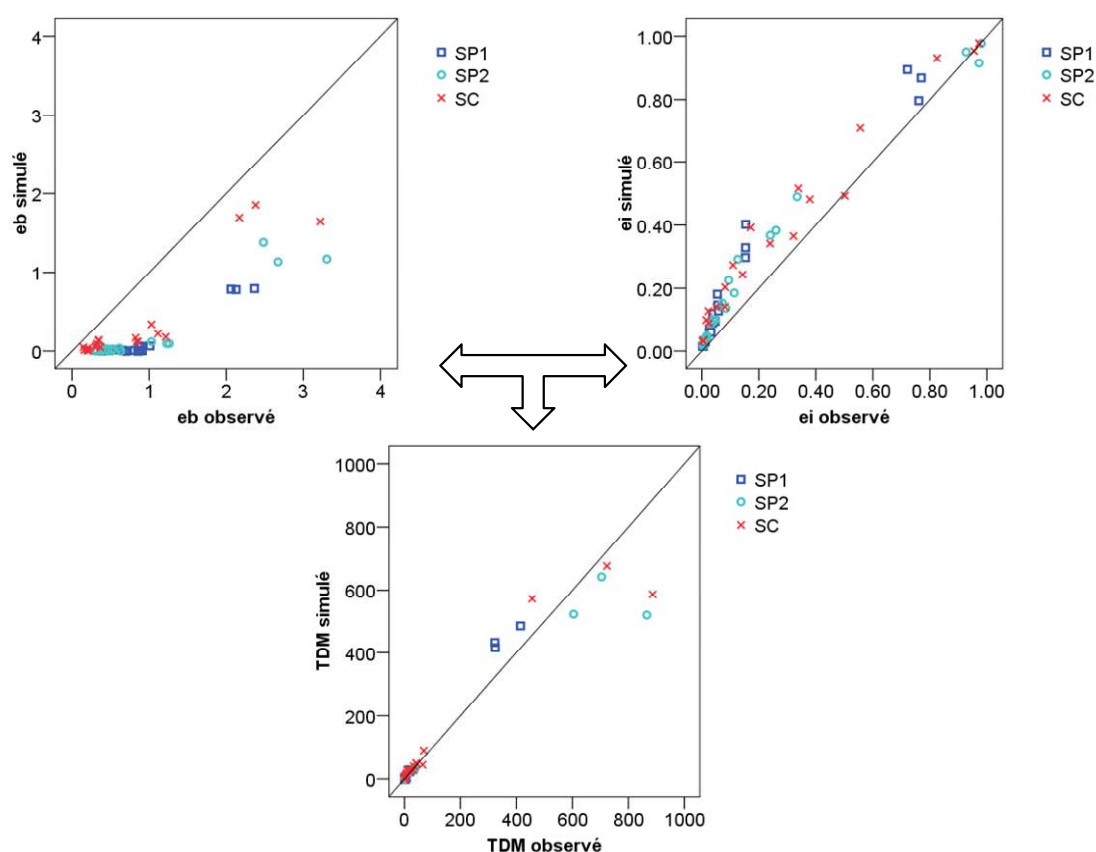 4
3
2
1
0
eb simulé
0
1
2
3
4
eb observé
SP1
SP2
SC
1.00
0.80
0.60
0.40
0.20
0.00
ei simulé
0.00
0.20
0.40
0.60
0.80
1.00
ei observé
SP1
SP2
SC
1000
800
600
400
200
0
TDM simulé
0
200
400
600
800
1000
TDM observé
SP1
SP2
SC